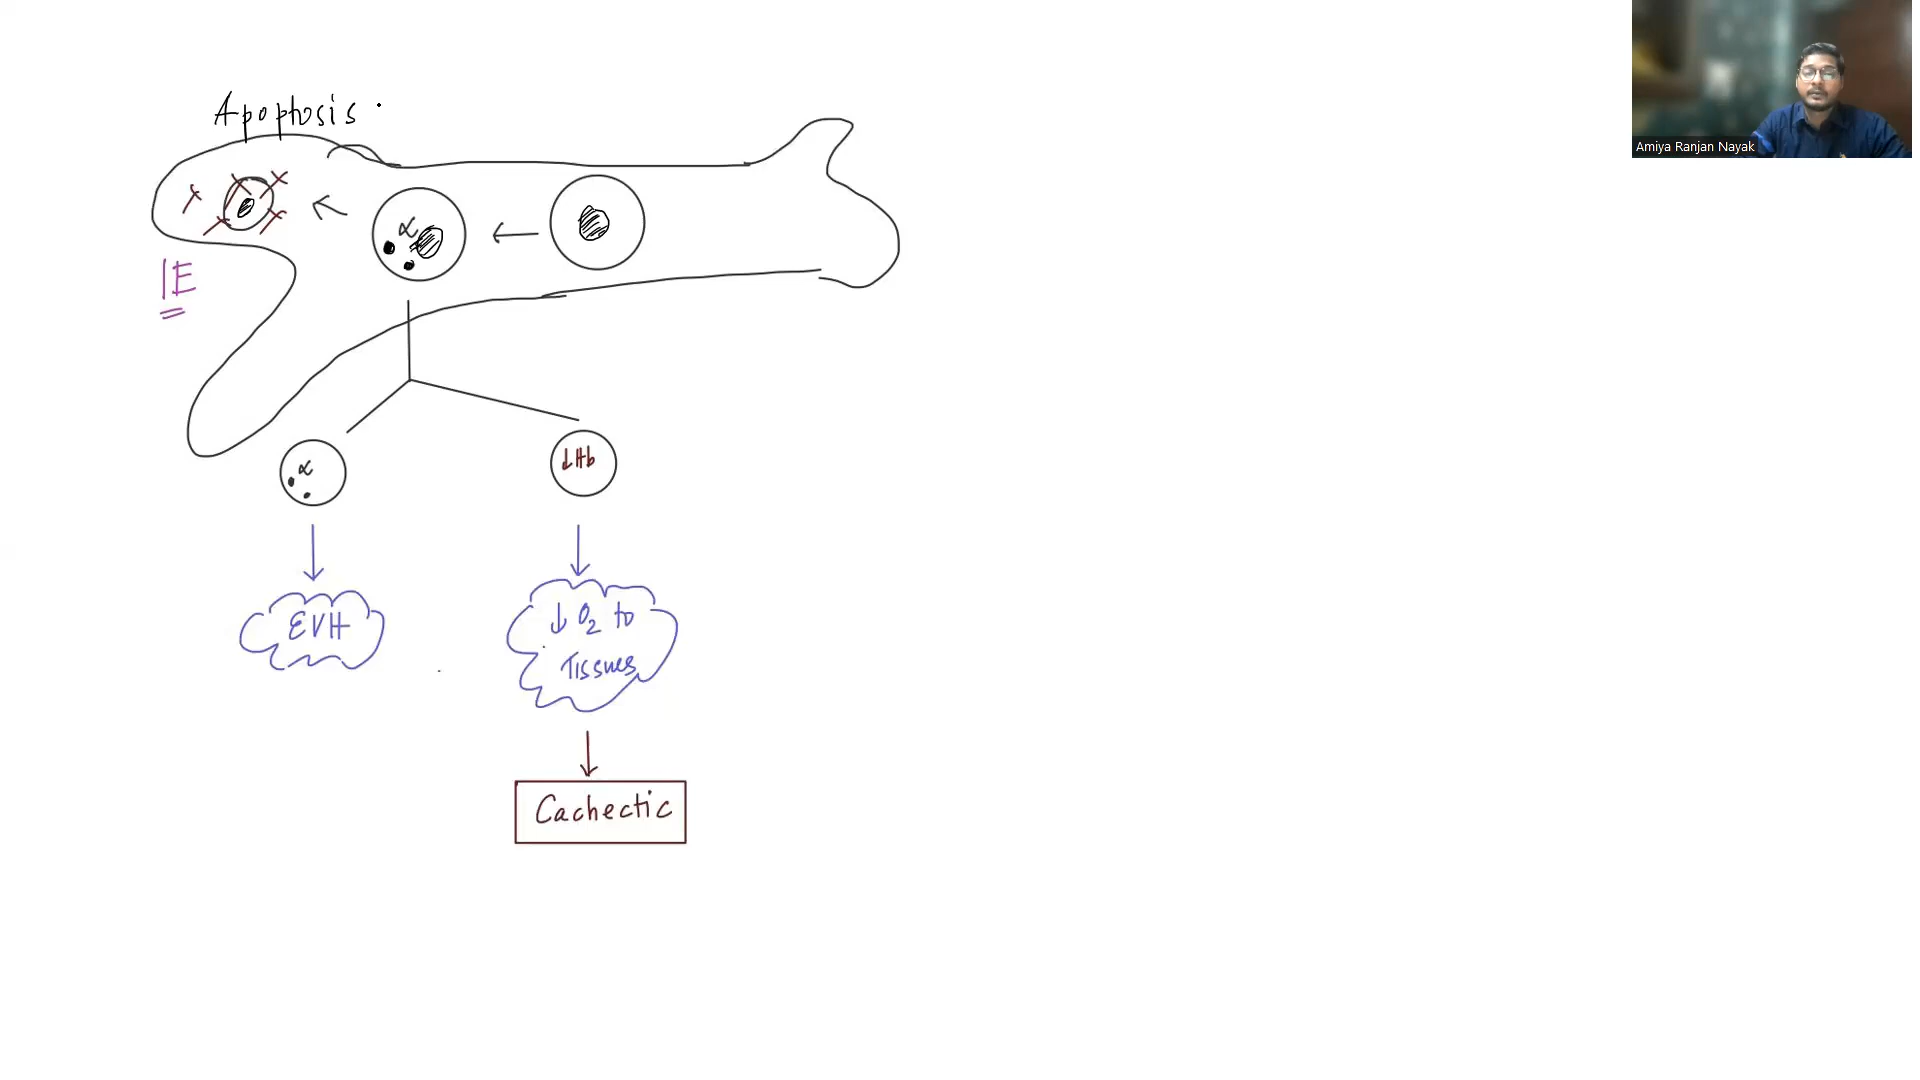 Amiya Ranjan Nayak
Apoptosis
α
IE
α
↓Hb
EVH
↓ O₂ to
Tissues
Cachectic